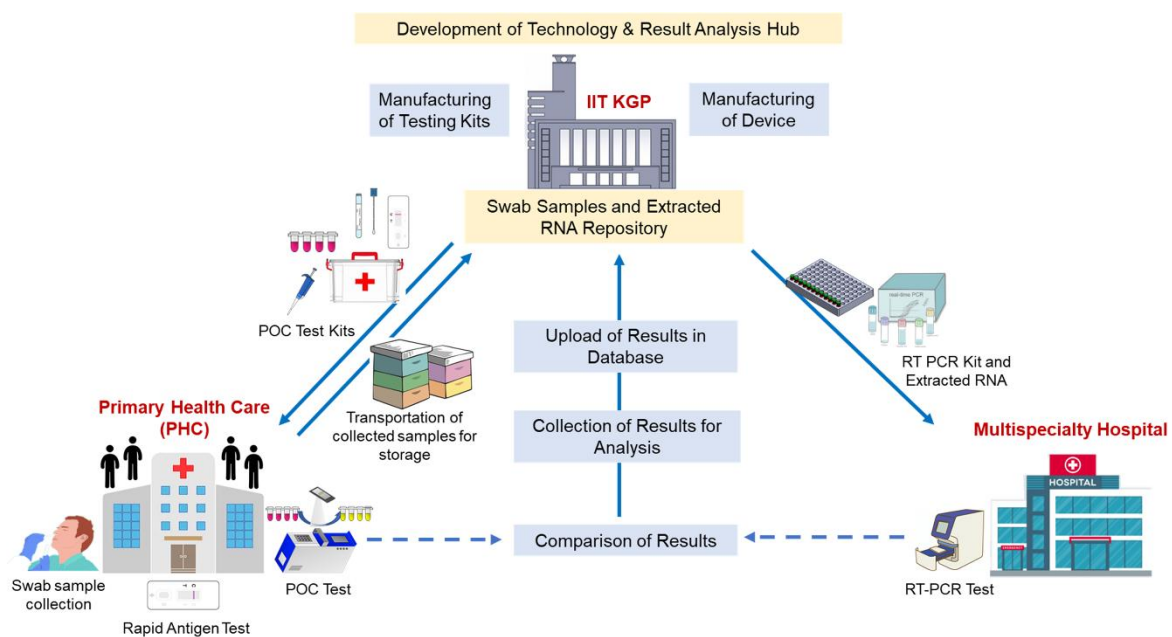 Development of Technology & Result Analysis Hub
Manufacturing
of Testing Kits
IIT KGP
Manufacturing
of Device
Swab Samples and Extracted
RNA Repository
POC Test Kits
real-time PCR
RT PCR Kit and
Extracted RNA
Upload of Results in
Database
Transportation of
collected samples for
storage
Collection of Results for
Analysis
Primary Health Care
(PHC)
Multispecialty Hospital
HOSPITAL
Comparison of Results
Swab sample
collection
POC Test
RT-PCR Test
Rapid Antigen Test